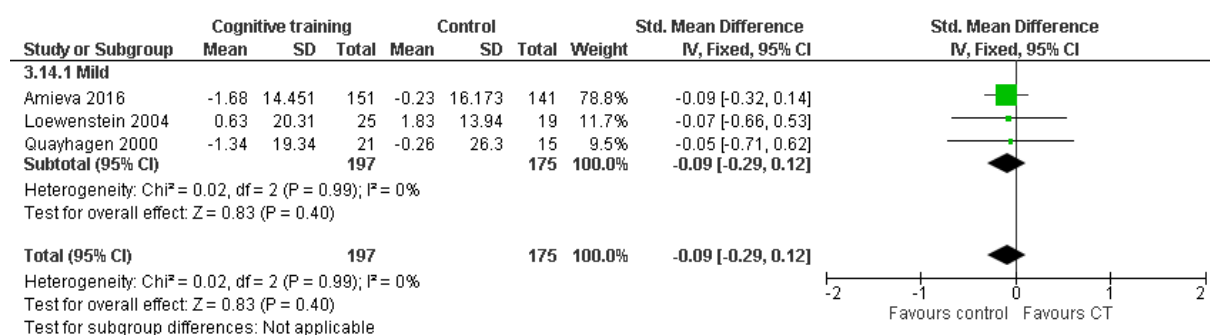 Cognitive training Control Std. Mean Difference Std. Mean Difference
Study or Subgroup Mean SD Total Mean SD Total Weight IV, Fixed, 95% CI IV, Fixed, 95% CI
3.14.1 Mild
Amieva 2016 -1.68 14.451 151 -0.23 16.173 141 78.8% -0.09 [-0.32, 0.14]
Loewenstein 2004 0.63 20.31 25 1.83 13.94 19 11.7% -0.07 [-0.66, 0.53]
Quayhagen 2000 -1.34 19.34 21 -0.26 26.3 15 9.5% -0.05 [-0.71, 0.62]
Subtotal (95% CI) 197 175 100.0% -0.09 [-0.29, 0.12]
Heterogeneity: Chi² = 0.02, df = 2 (P = 0.99); I² = 0%
Test for overall effect: Z = 0.83 (P = 0.40)
Total (95% CI) 197 175 100.0% -0.09 [-0.29, 0.12]
Heterogeneity: Chi² = 0.02, df = 2 (P = 0.99); I² = 0%
Test for overall effect: Z = 0.83 (P = 0.40)
Test for subgroup differences: Not applicable
-2 -1 0 1 2
Favours control Favours CT